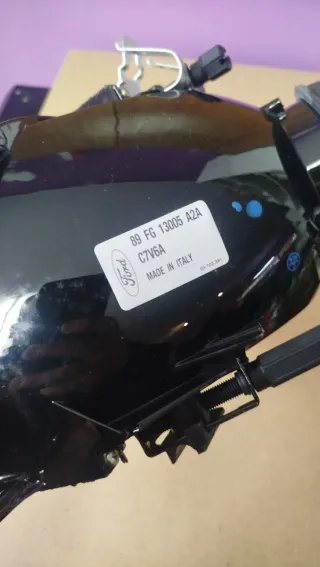 Ford
89 FG 13005 A2A
C7V6A
MADE IN ITALY